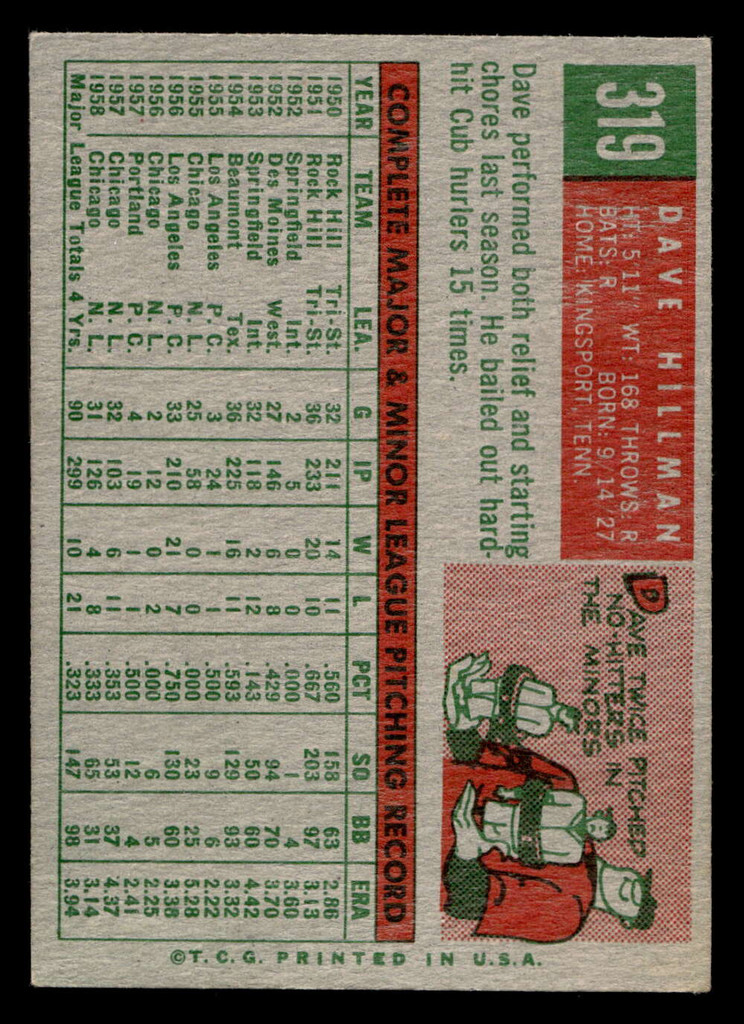 319
DAVE HILLMAN
HT: 5'11" WT: 168 THROWS: R
BATS: R BORN: 9/14/27
HOME: KINGSPORT, TENN.
Dave performed both relief and starting
chores last season. He bailed out hard-
hit Cub hurlers 15 times.
DAVE TWICE PITCHED
NO-HITTERS IN
THE MINORS
COMPLETE MAJOR & MINOR LEAGUE PITCHING RECORD
YEAR TEAM LEA. G IP W L PCT SO BB ERA
1950 Rock Hill Tri-St. 32 211 14 11 .560 158 63 2.86
1951 Rock Hill Tri-St. 36 233 20 10 .667 203 97 3.13
1952 Springfield Int. 2 5 0 0 .000 1 4 3.60
1952 Des Moines West. 27 146 6 8 .429 94 70 3.70
1953 Springfield Int. 32 118 2 12 .143 50 60 4.42
1954 Beaumont Tex. 36 225 16 11 .593 129 93 3.32
1955 Los Angeles P. C. 3 24 1 1 .500 9 6 2.22
1955 Chicago N. L. 25 58 0 0 .000 23 25 5.28
1956 Los Angeles P. C. 33 210 21 7 .750 130 60 3.38
1956 Chicago N. L. 2 12 0 2 .000 6 5 2.25
1957 Portland P. C. 4 19 1 1 .500 12 4 2.41
1957 Chicago N. L. 32 103 6 11 .353 53 37 4.37
1958 Chicago N. L. 31 126 4 8 .333 65 31 3.14
Major League Totals 4 Yrs. 90 299 10 21 .323 147 98 3.94
©T.C.G. PRINTED IN U.S.A.